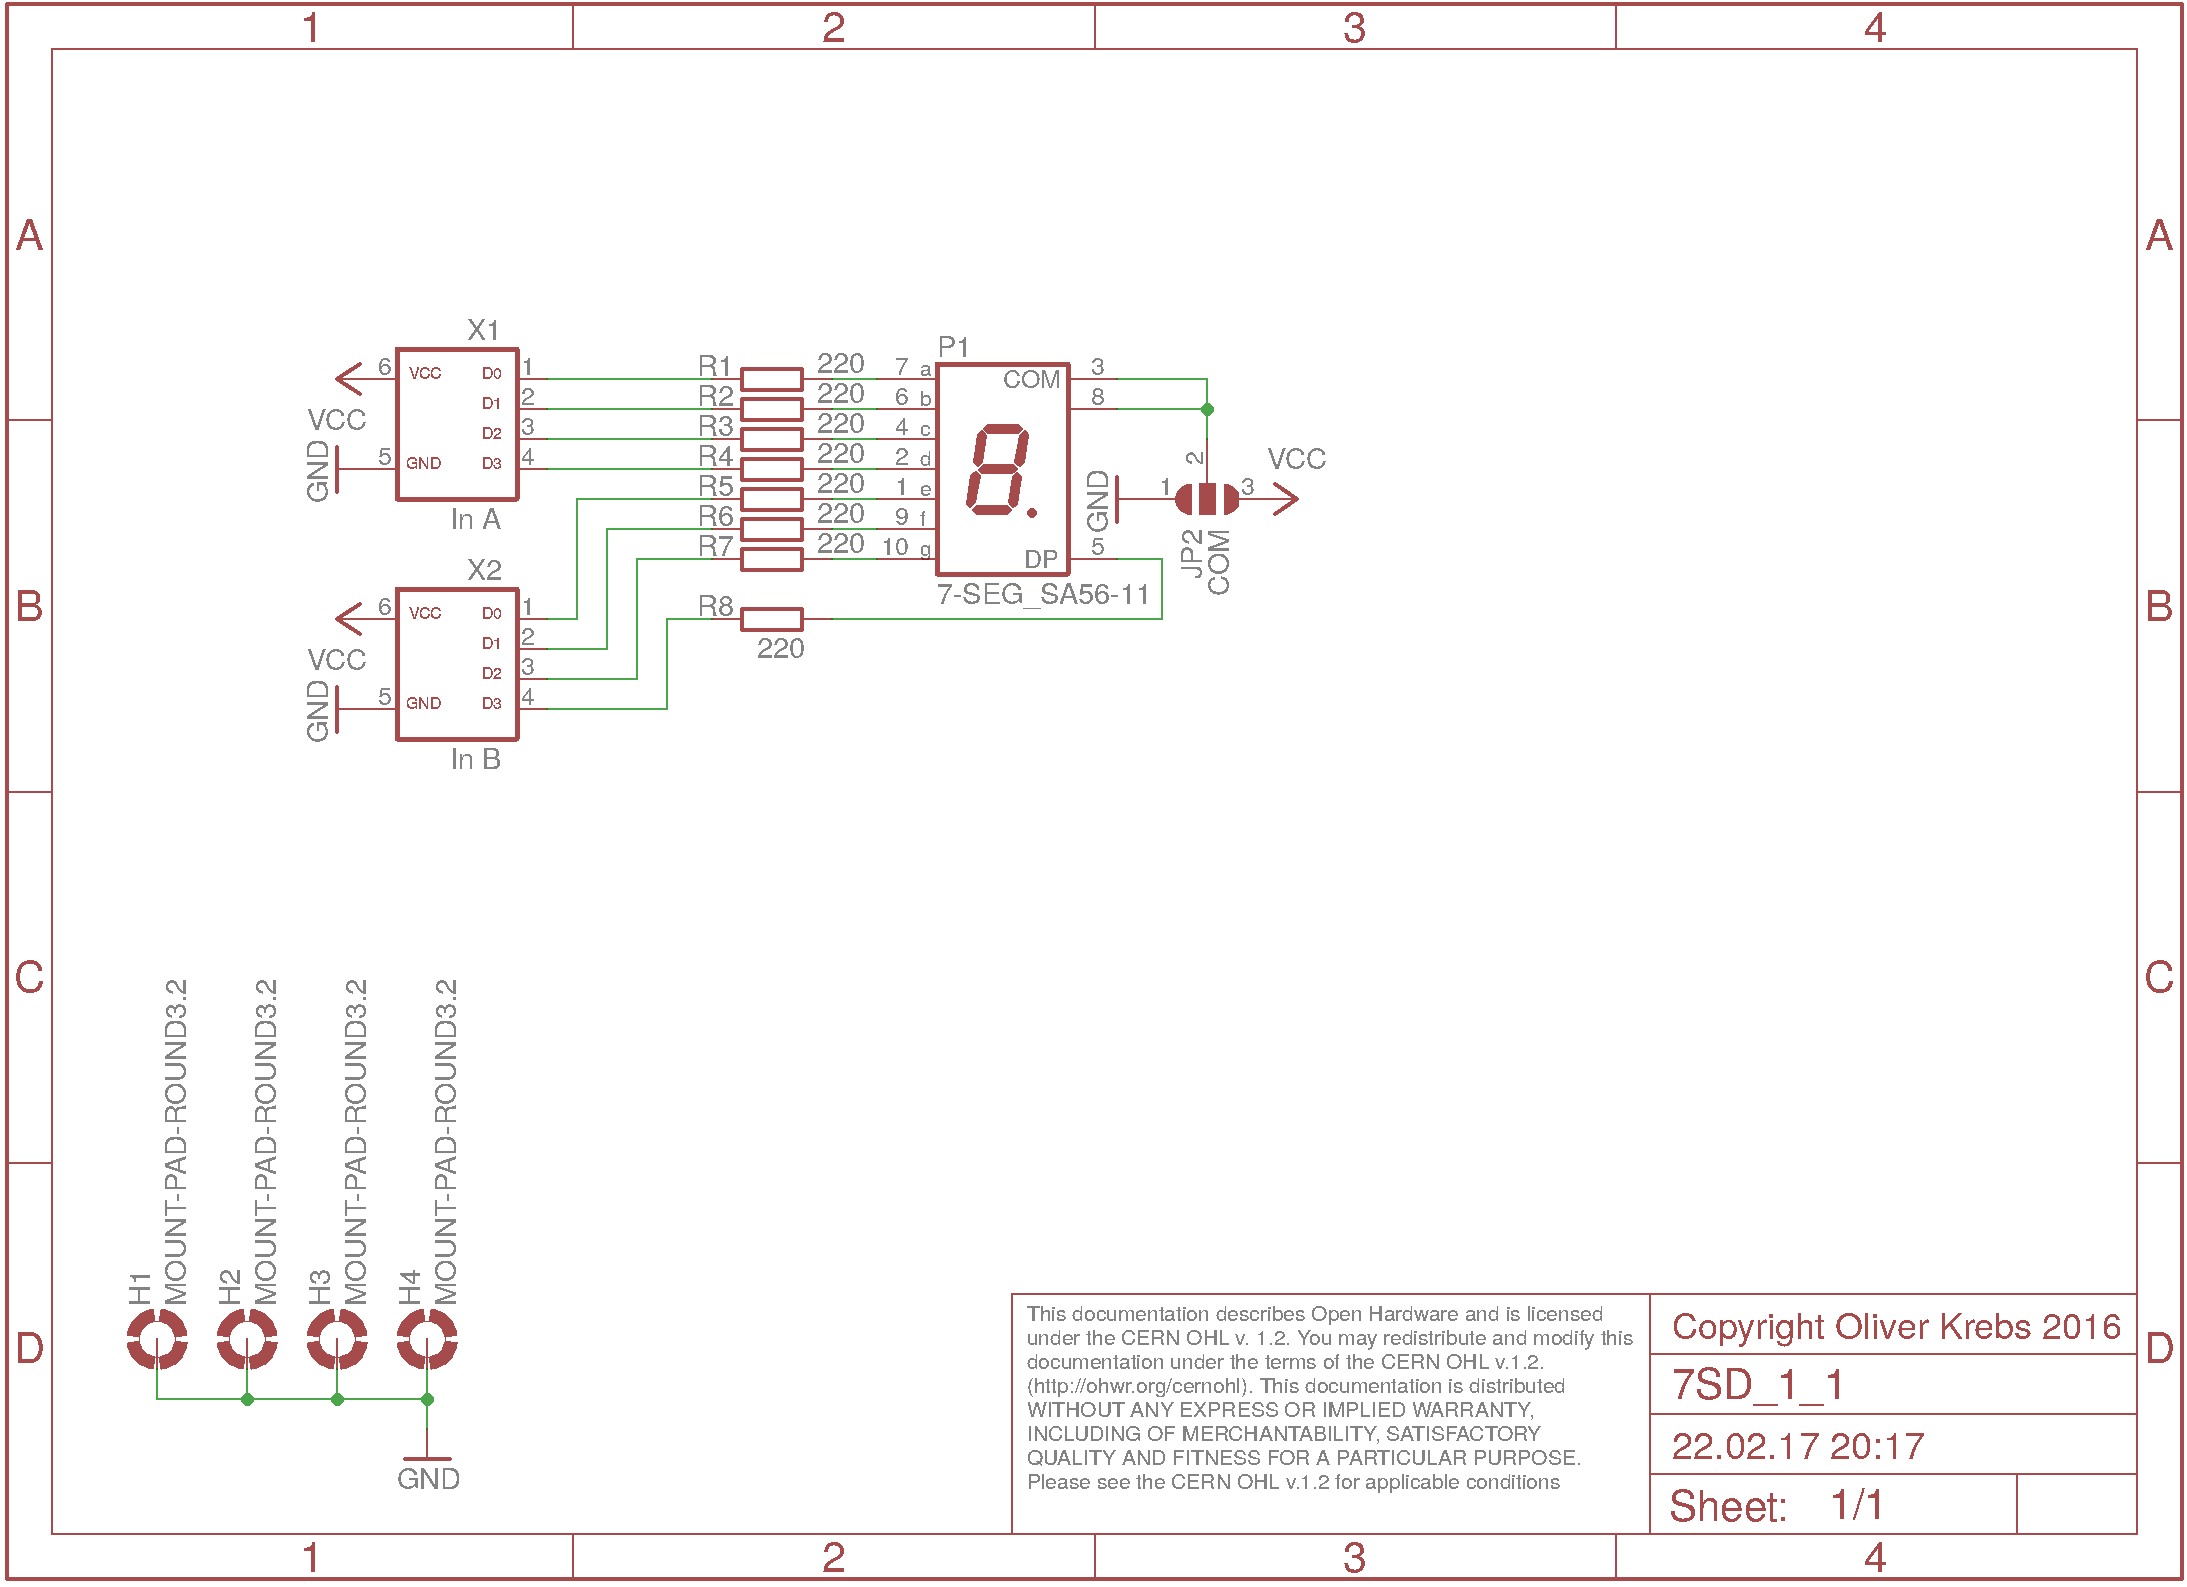 1 2 3 4
A A
X1
6 VCC D0 1
D1 2
VCC D2 3
GND 5 GND D3 4
In A
X2
6 VCC D0 1
D1 2
VCC D2 3
GND 5 GND D3 4
In B
R1 220 7 a
R2 220 6 b
R3 220 4 c
R4 220 2 d
R5 220 1 e
R6 220 9 f
R7 220 10 g
R8
220
P1
COM 3
8
DP 5
7-SEG_SA56-11
2
VCC
GND 1 3
JP2
COM
B B
C C
H1 MOUNT-PAD-ROUND3.2
H2 MOUNT-PAD-ROUND3.2
H3 MOUNT-PAD-ROUND3.2
H4 MOUNT-PAD-ROUND3.2
GND
D D
This documentation describes Open Hardware and is licensed
under the CERN OHL v. 1.2. You may redistribute and modify this
documentation under the terms of the CERN OHL v.1.2.
(http://ohwr.org/cernohl). This documentation is distributed
WITHOUT ANY EXPRESS OR IMPLIED WARRANTY,
INCLUDING OF MERCHANTABILITY, SATISFACTORY
QUALITY AND FITNESS FOR A PARTICULAR PURPOSE.
Please see the CERN OHL v.1.2 for applicable conditions
Copyright Oliver Krebs 2016
7SD_1_1
22.02.17 20:17
Sheet: 1/1
1 2 3 4